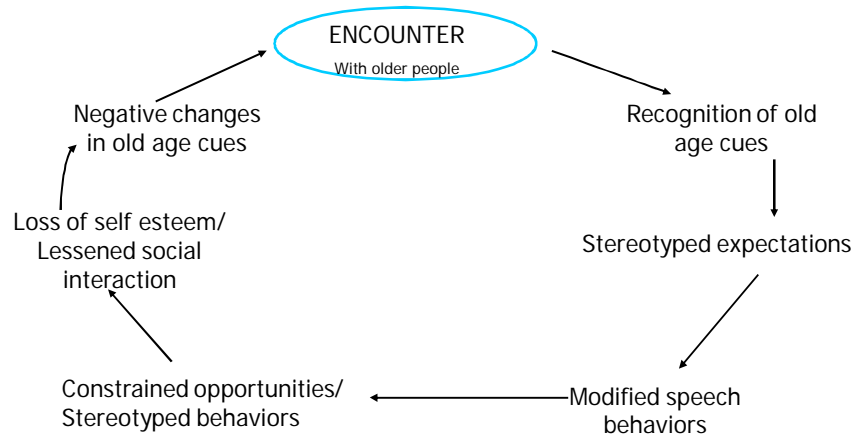 ENCOUNTER
With older people
Recognition of old
age cues
Stereotyped expectations
Modified speech
behaviors
Constrained opportunities/
Stereotyped behaviors
Loss of self esteem/
Lessened social
interaction
Negative changes
in old age cues